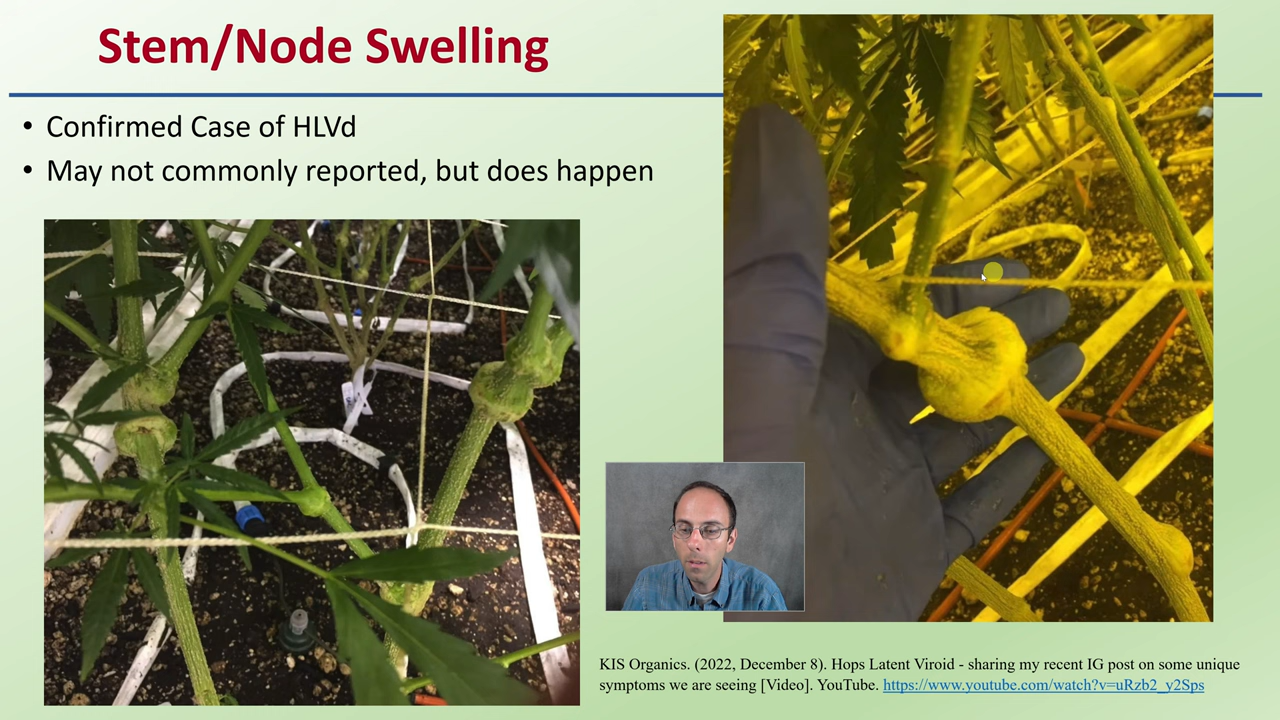 Stem/Node Swelling
• Confirmed Case of HLVd
• May not commonly reported, but does happen
KIS Organics. (2022, December 8). Hops Latent Viroid - sharing my recent IG post on some unique
symptoms we are seeing [Video]. YouTube. https://www.youtube.com/watch?v=uRzb2_y2Sps